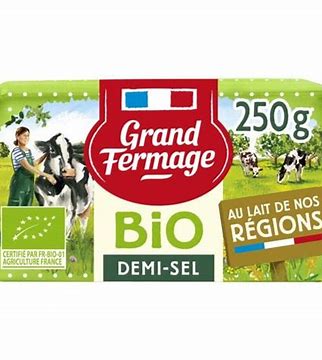 Grand
Fermage
250g
BiO
AU LAIT DE NOS
RÉGIONS
DEMI-SEL
CERTIFIÉ PAR FR-BIO-01
AGRICULTURE FRANCE